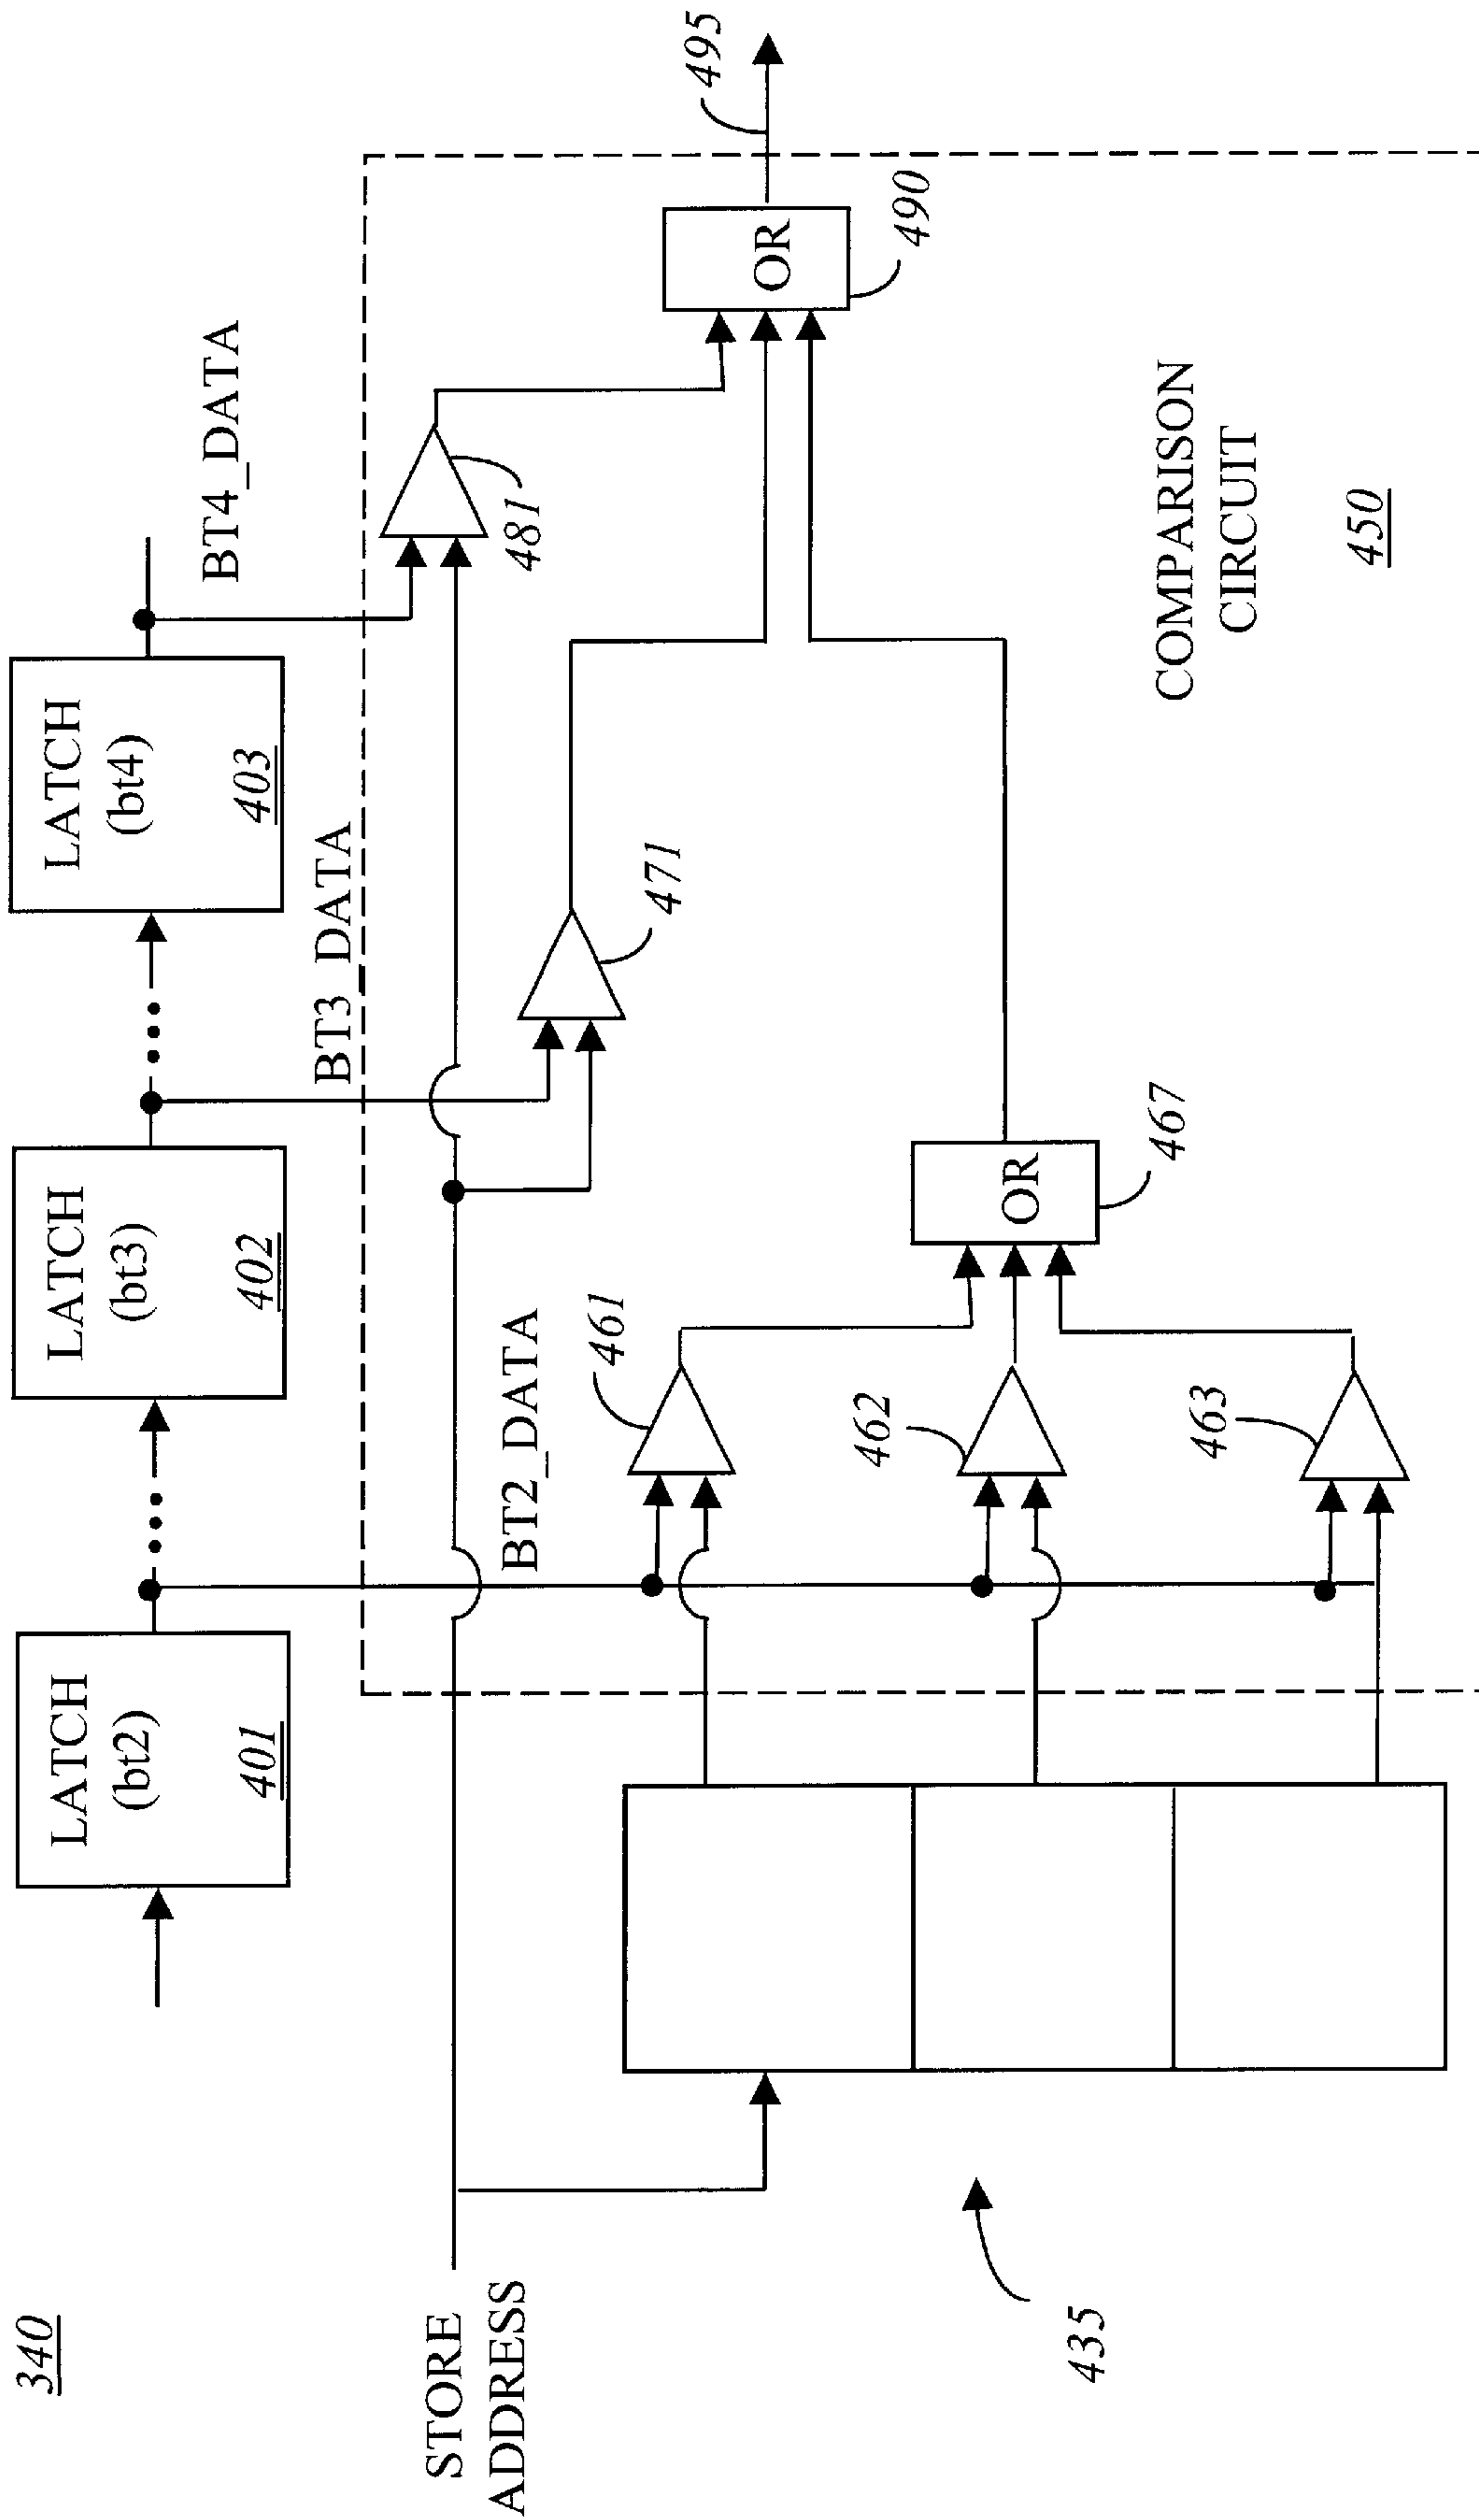 340
LATCH
(bt2)
401
LATCH
(bt3)
402
LATCH
(bt4)
403
BT4_DATA
BT3_DATA
BT2_DATA
STORE
ADDRESS
435
461
462
463
OR
467
471
481
OR
490
495
COMPARISON
CIRCUIT
450